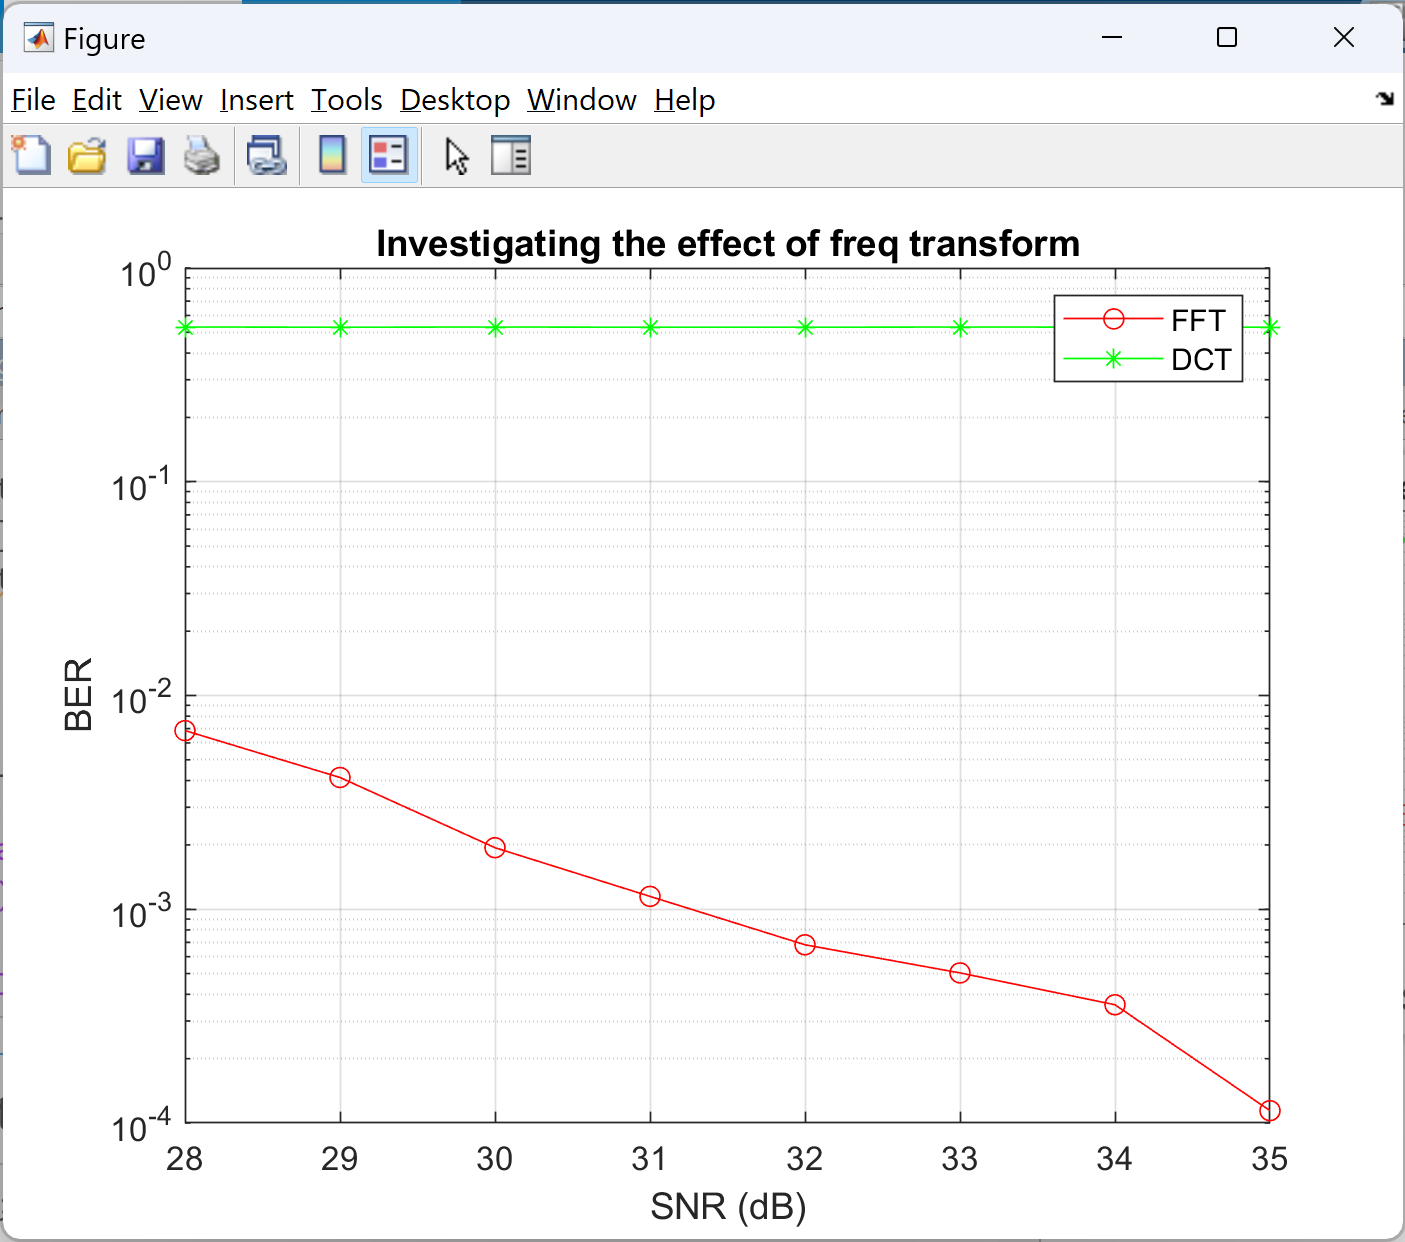 Figure
File Edit View Insert Tools Desktop Window Help
Investigating the effect of freq transform
10^0
10^-1
10^-2
10^-3
10^-4
BER
FFT
DCT
28 29 30 31 32 33 34 35
SNR (dB)